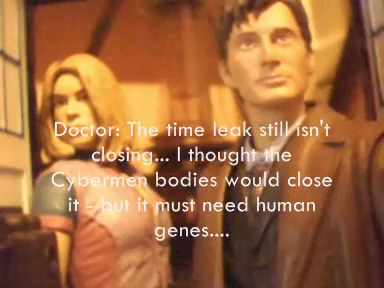 Doctor: The time leak still isn't
closing... I thought the
Cybermen bodies would close
it - but it must need human
genes....